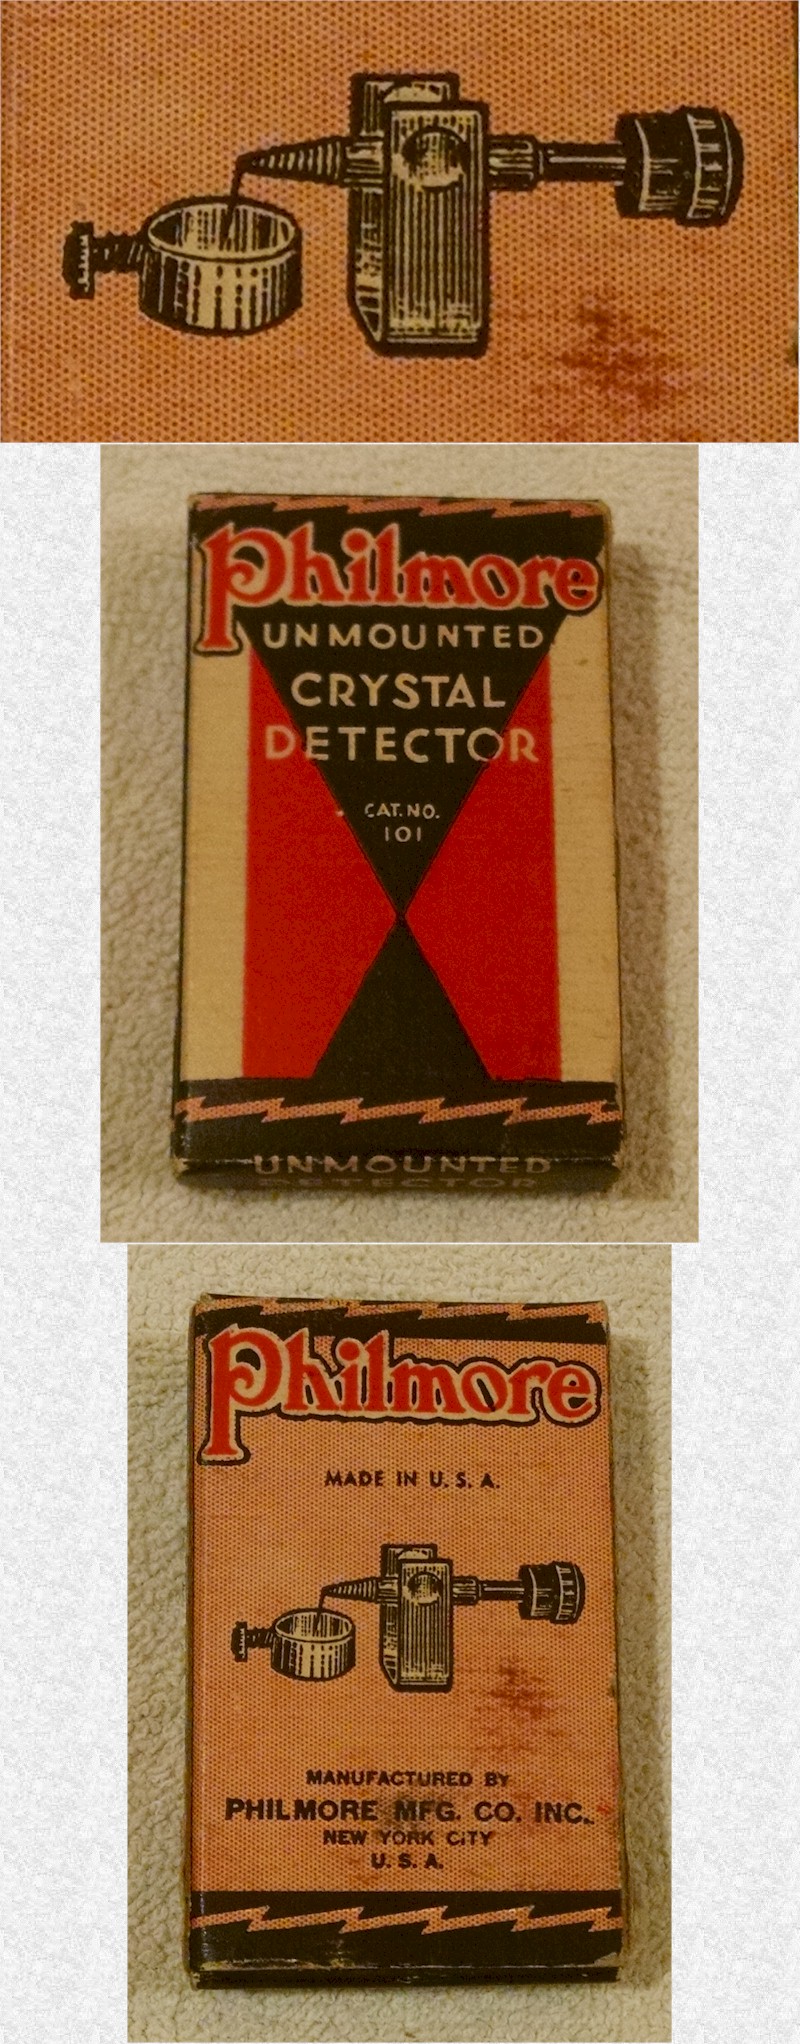 Philmore
UNMOUNTED
CRYSTAL
DETECTOR
CAT. NO.
101
UNMOUNTED
DETECTOR
Philmore
MADE IN U. S. A.
MANUFACTURED BY
PHILMORE MFG. CO. INC.
NEW YORK CITY
U. S. A.